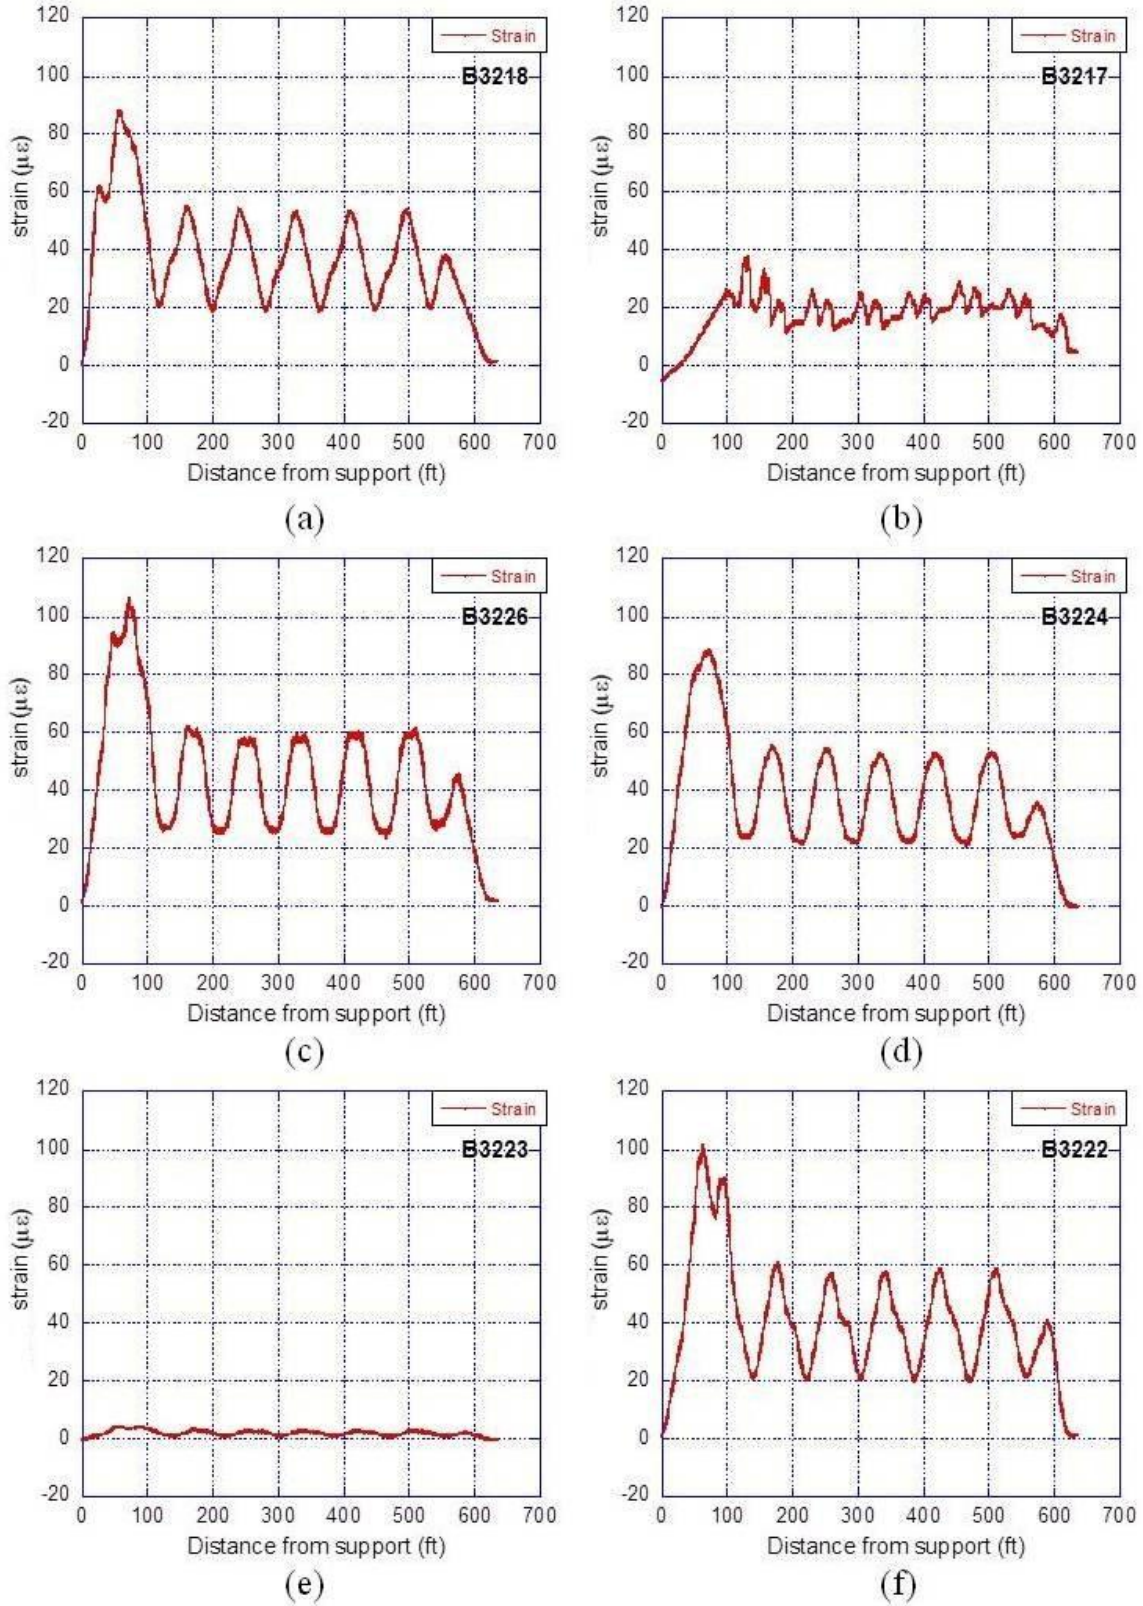 120
Strain
100
B3218
80
60
40
20
0
-20
strain (με)
0 100 200 300 400 500 600 700
Distance from support (ft)
(a)
120
Strain
100
B3217
80
60
40
20
0
-20
strain (με)
0 100 200 300 400 500 600 700
Distance from support (ft)
(b)
120
Strain
100
B3226
80
60
40
20
0
-20
strain (με)
0 100 200 300 400 500 600 700
Distance from support (ft)
(c)
120
Strain
100
B3224
80
60
40
20
0
-20
strain (με)
0 100 200 300 400 500 600 700
Distance from support (ft)
(d)
120
Strain
100
B3223
80
60
40
20
0
-20
strain (με)
0 100 200 300 400 500 600 700
Distance from support (ft)
(e)
120
Strain
100
B3222
80
60
40
20
0
-20
strain (με)
0 100 200 300 400 500 600 700
Distance from support (ft)
(f)